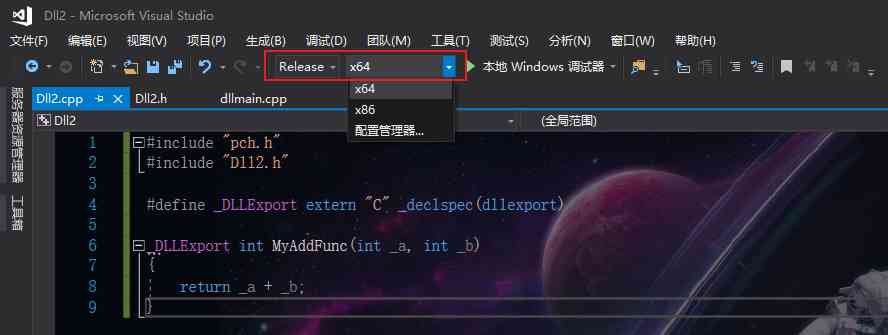 Dll2 - Microsoft Visual Studio
文件(F) 编辑(E) 视图(V) 项目(P) 生成(B) 调试(D) 团队(M) 工具(T) 测试(S) 分析(N) 窗口(W) 帮助(H)
Release x64 本地 Windows 调试器
x64
x86
配置管理器...
服务器资源管理器
工具箱
Dll2.cpp Dll2.h dllmain.cpp
Dll2 (全局范围)
1 #include "pch.h"
2 #include "Dll2.h"
3
4 #define _DLLExport extern "C" _declspec(dllexport)
5
6 _DLLExport int MyAddFunc(int _a, int _b)
7 {
8 return _a + _b;
9 }